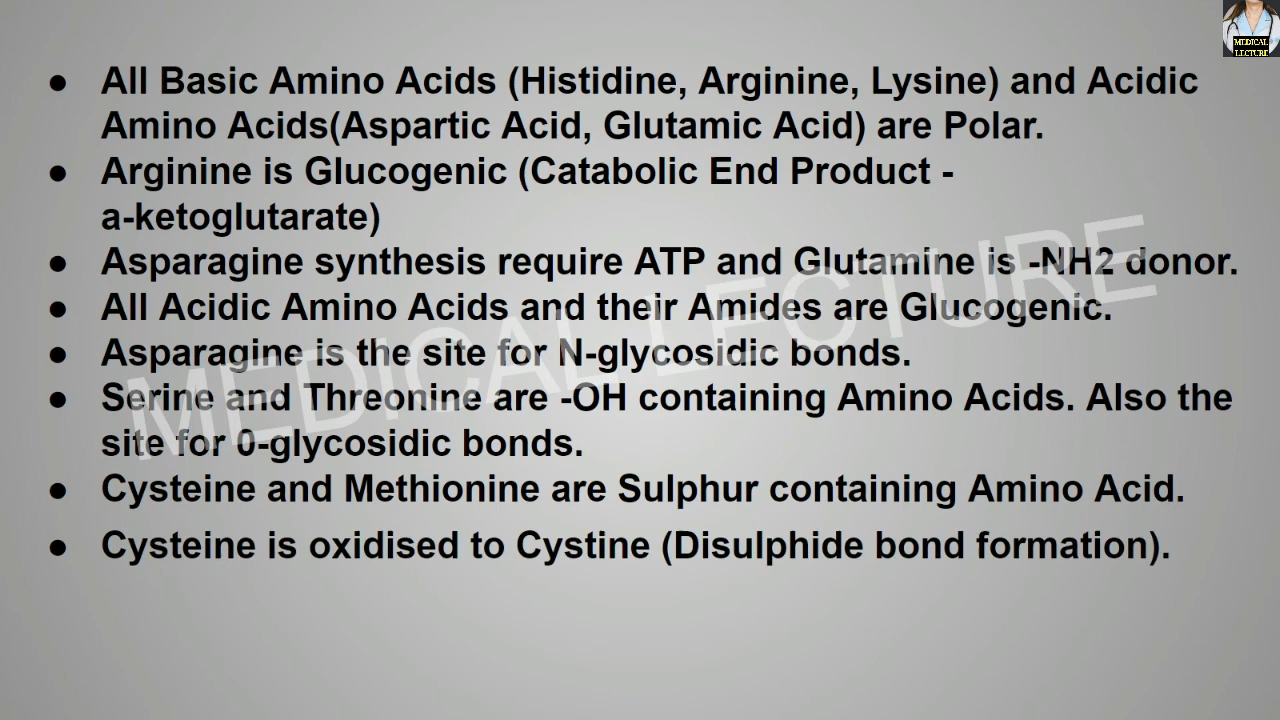 MEDICAL
LECTURE
● All Basic Amino Acids (Histidine, Arginine, Lysine) and Acidic
Amino Acids(Aspartic Acid, Glutamic Acid) are Polar.
● Arginine is Glucogenic (Catabolic End Product -
a-ketoglutarate)
● Asparagine synthesis require ATP and Glutamine is -NH2 donor.
● All Acidic Amino Acids and their Amides are Glucogenic.
● Asparagine is the site for N-glycosidic bonds.
● Serine and Threonine are -OH containing Amino Acids. Also the
site for 0-glycosidic bonds.
● Cysteine and Methionine are Sulphur containing Amino Acid.
● Cysteine is oxidised to Cystine (Disulphide bond formation).
MEDICAL LECTURE